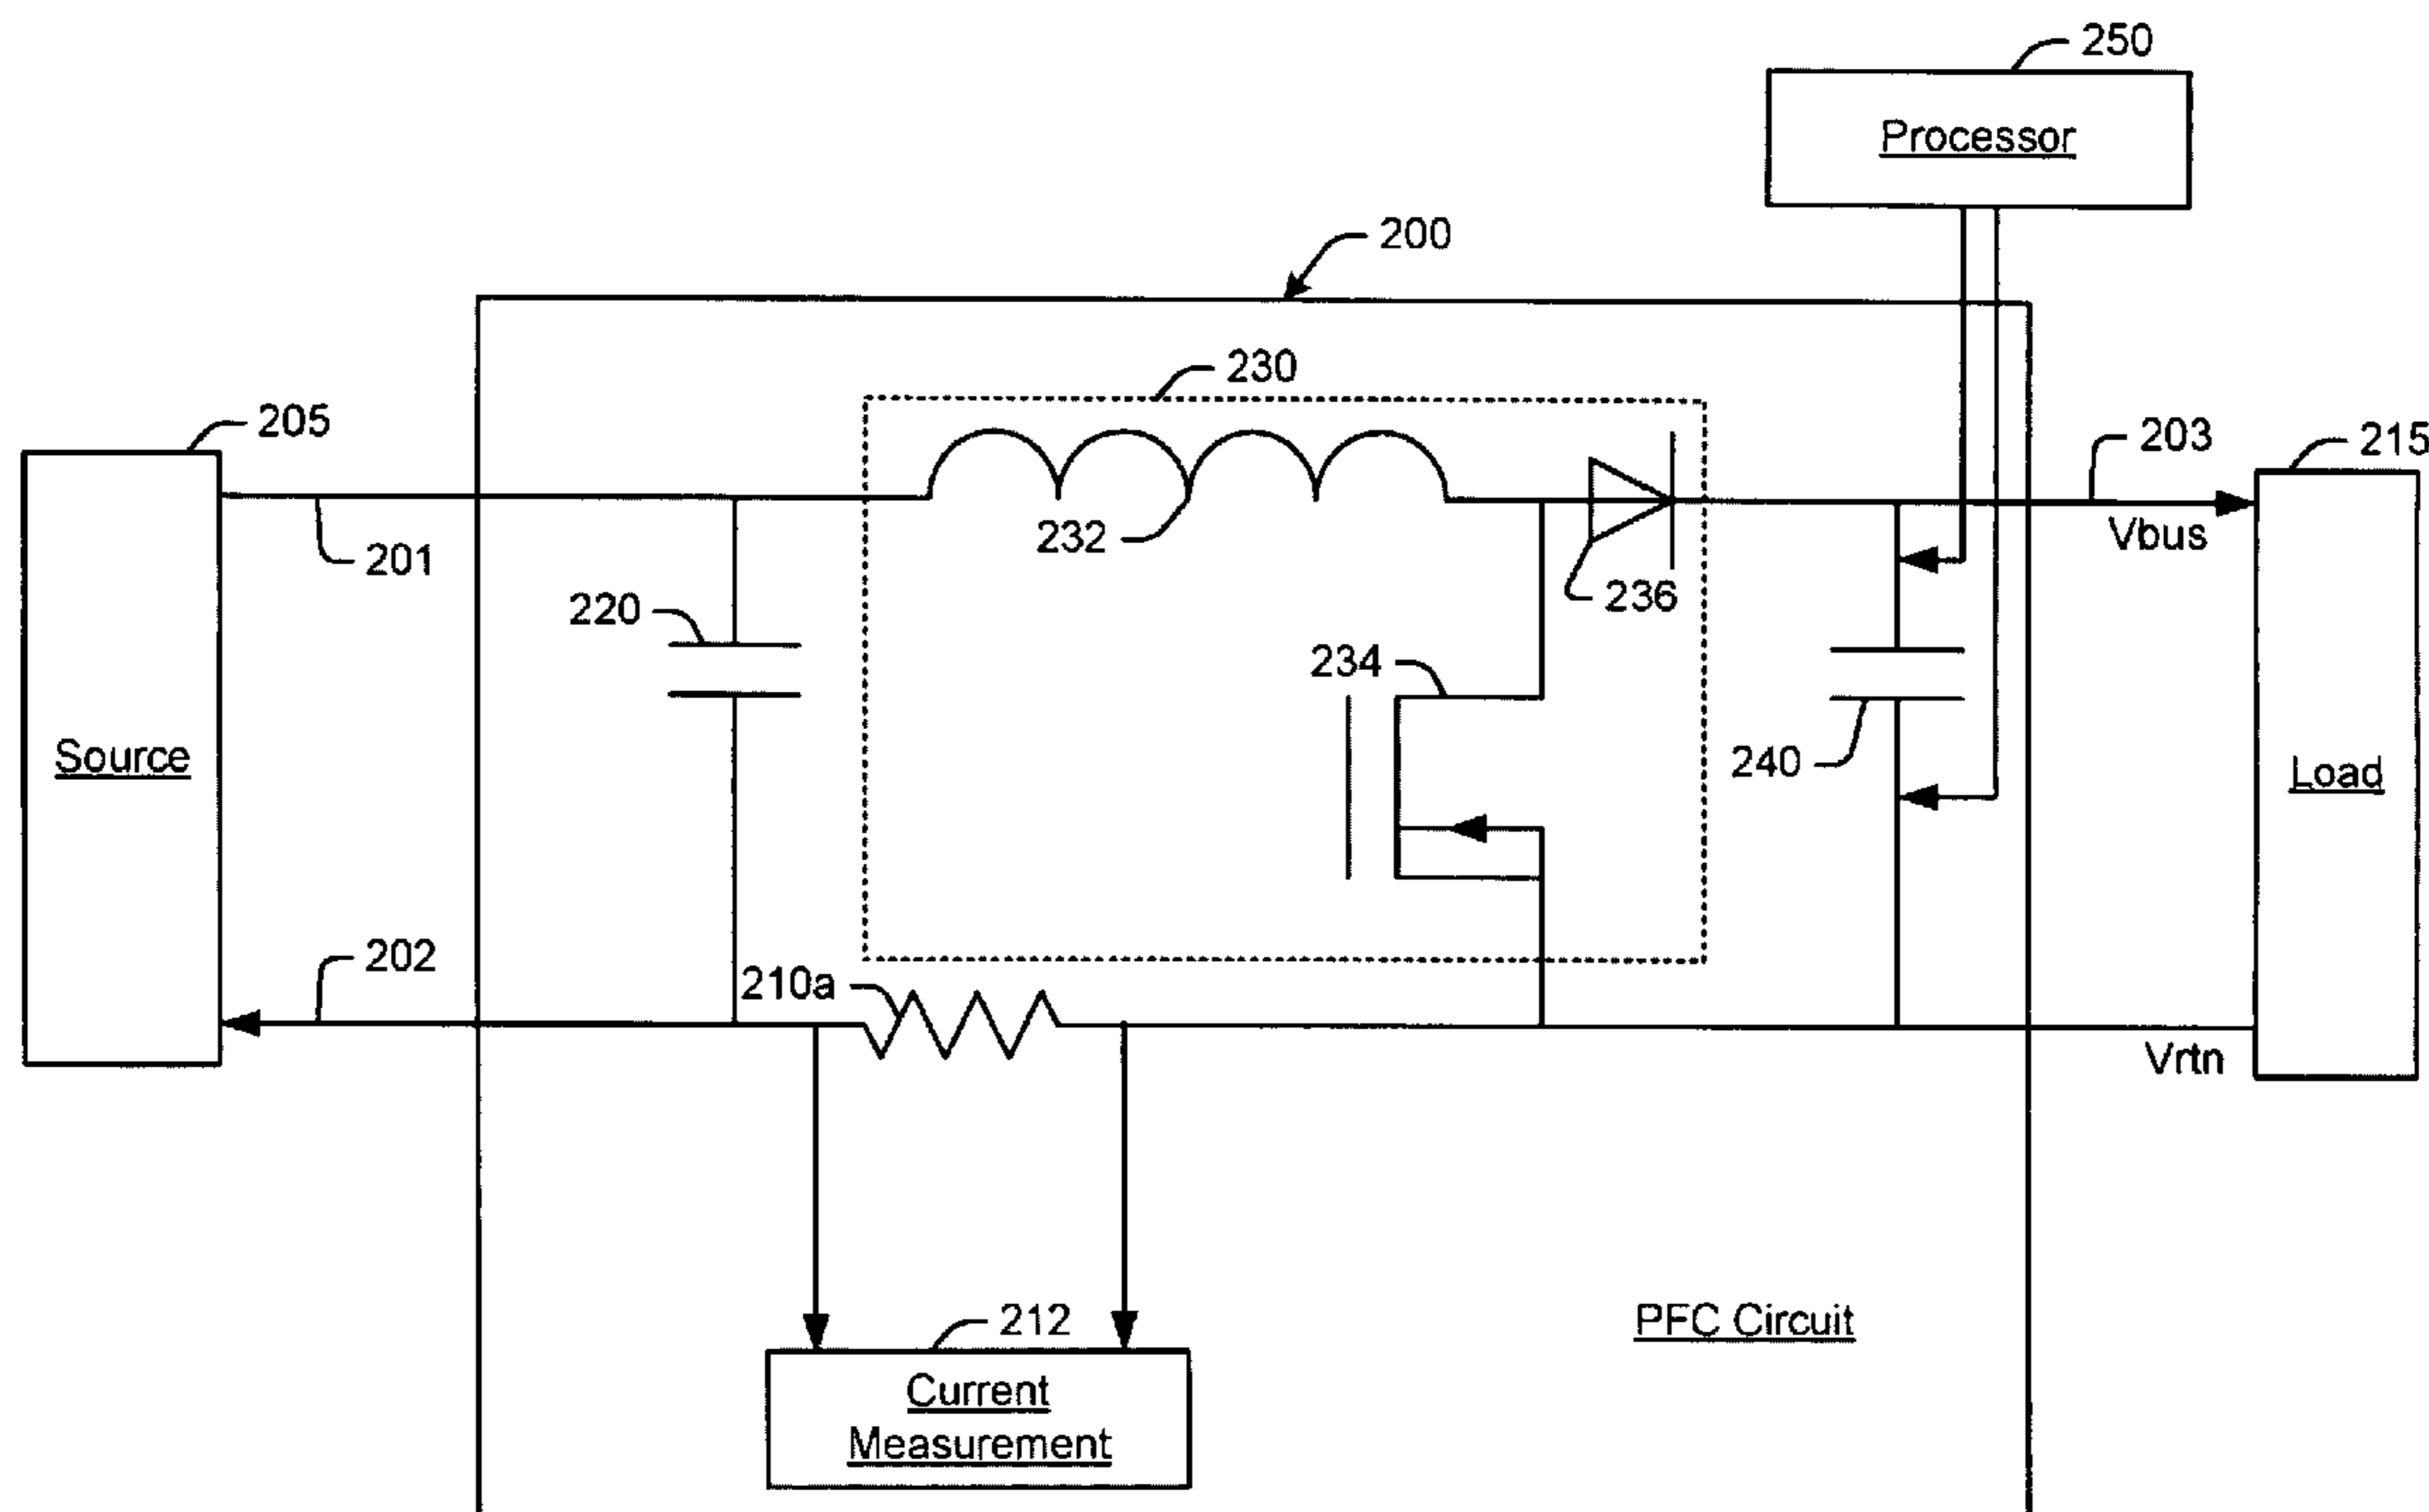 250
Processor
200
230
205
203
215
201
232
Vbus
220
236
234
Source
240
Load
202
210a
Vrtn
212
PFC Circuit
Current
Measurement